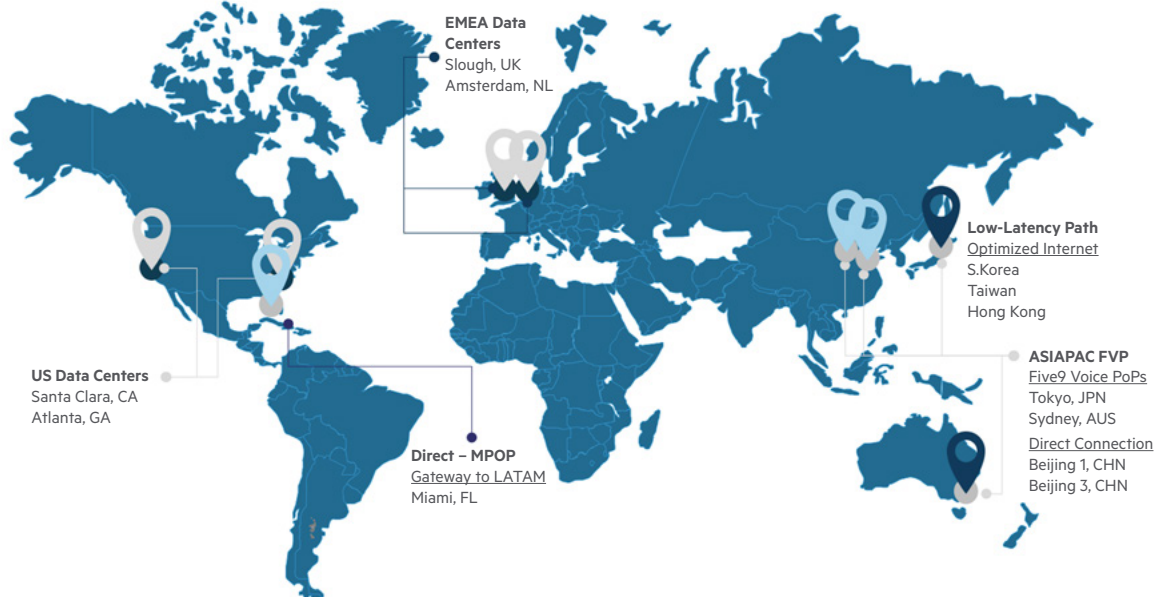 EMEA Data
Centers
Slough, UK
Amsterdam, NL
Low-Latency Path
Optimized Internet
S.Korea
Taiwan
Hong Kong
ASIAPAC FVP
Five9 Voice PoPs
Tokyo, JPN
Sydney, AUS
Direct Connection
Beijing 1, CHN
Beijing 3, CHN
US Data Centers
Santa Clara, CA
Atlanta, GA
Direct – MPOP
Gateway to LATAM
Miami, FL